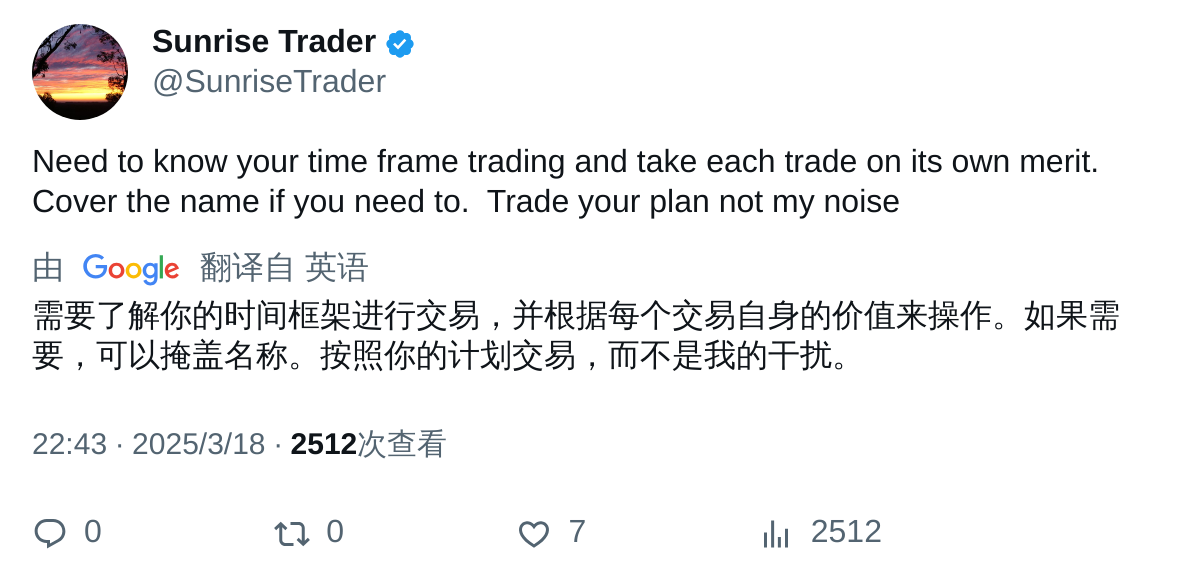 Sunrise Trader
@SunriseTrader
Need to know your time frame trading and take each trade on its own merit.
Cover the name if you need to.  Trade your plan not my noise
由 Google 翻译自 英语
需要了解你的时间框架进行交易，并根据每个交易自身的价值来操作。如果需
要，可以掩盖名称。按照你的计划交易，而不是我的干扰。
22:43 · 2025/3/18 · 2512次查看
0 0 7 2512